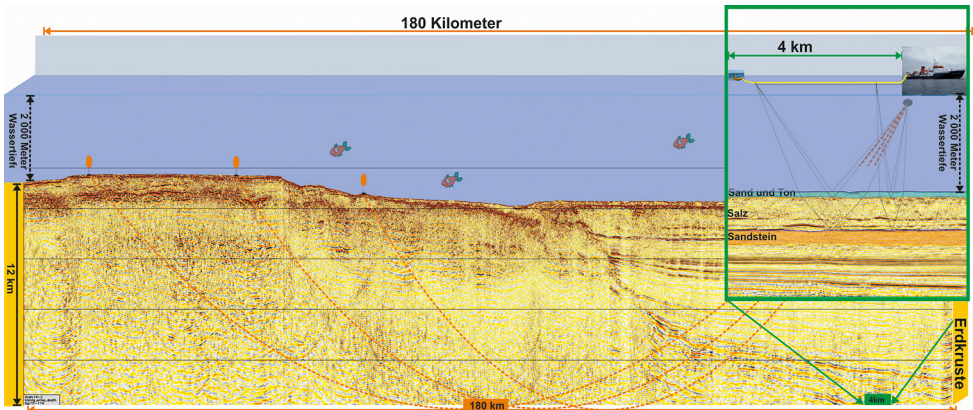 180 Kilometer
4 km
2 000 Meter
Wassertiefe
2 000 Meter
Wassertiefe
Sand und Ton
Salz
Sandstein
12 km
Erdkruste
180 km
4km